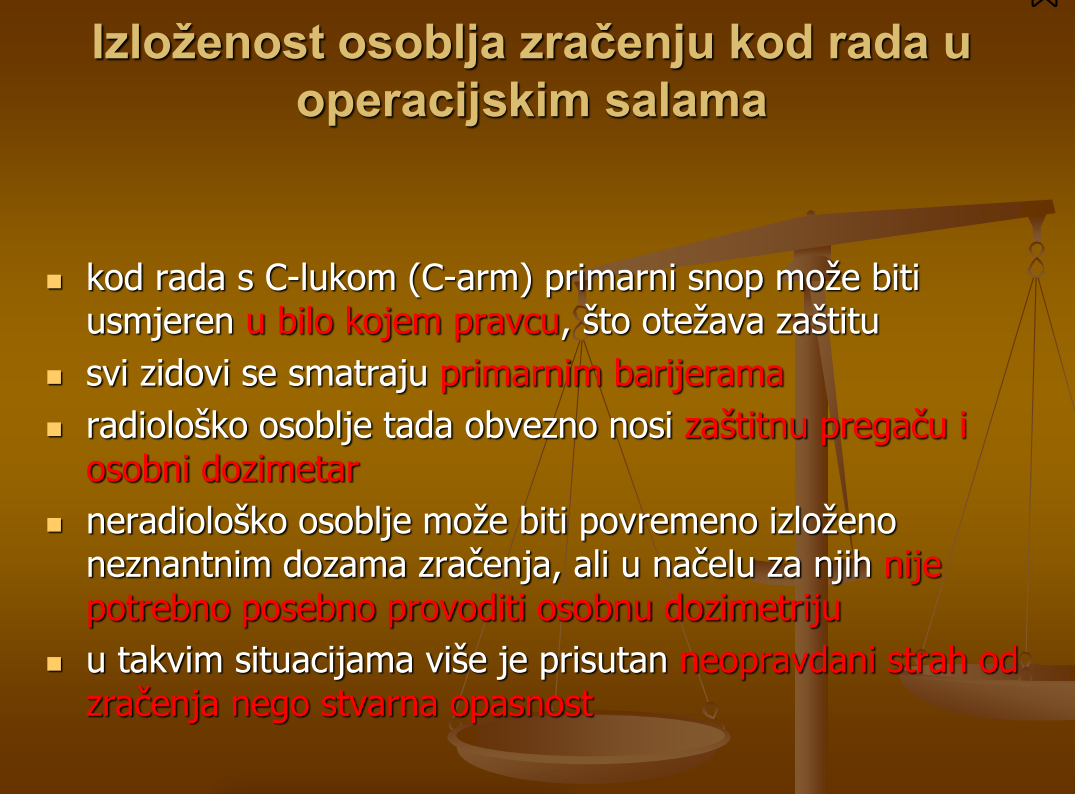 Izloženost osoblja zračenju kod rada u
operacijskim salama
kod rada s C-lukom (C-arm) primarni snop može biti
usmjeren u bilo kojem pravcu, što otežava zaštitu
svi zidovi se smatraju primarnim barijerama
radiološko osoblje tada obvezno nosi zaštitnu pregaču i
osobni dozimetar
neradiološko osoblje može biti povremeno izloženo
neznantnim dozama zračenja, ali u načelu za njih nije
potrebno posebno provoditi osobnu dozimetriju
u takvim situacijama više je prisutan neopravdani strah od
zračenja nego stvarna opasnost